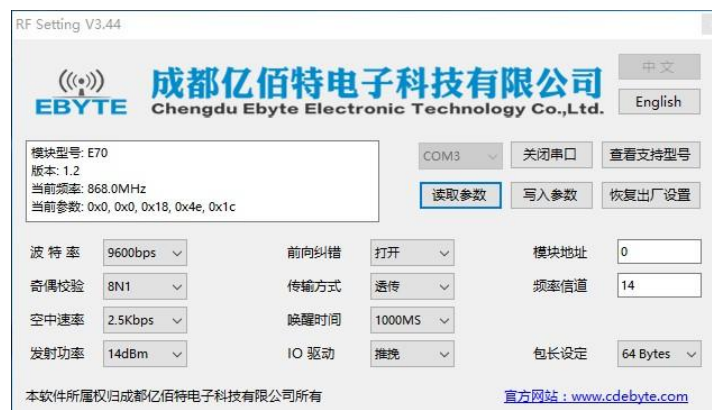 RF Setting V3.44
EBYTE
成都亿佰特电子科技有限公司
Chengdu Ebyte Electronic Technology Co.,Ltd.
中 文
English
模块型号: E70
版本: 1.2
当前频率: 868.0MHz
当前参数: 0x0, 0x0, 0x18, 0x4e, 0x1c
COM3 关闭串口 查看支持型号
读取参数 写入参数 恢复出厂设置
波 特 率 9600bps 前向纠错 打开 模块地址 0
奇偶校验 8N1 传输方式 透传 频率信道 14
空中速率 2.5Kbps 唤醒时间 1000MS
发射功率 14dBm IO 驱动 推挽 包长设定 64 Bytes
本软件所属权归成都亿佰特电子科技有限公司所有 官方网站：www.cdebyte.com